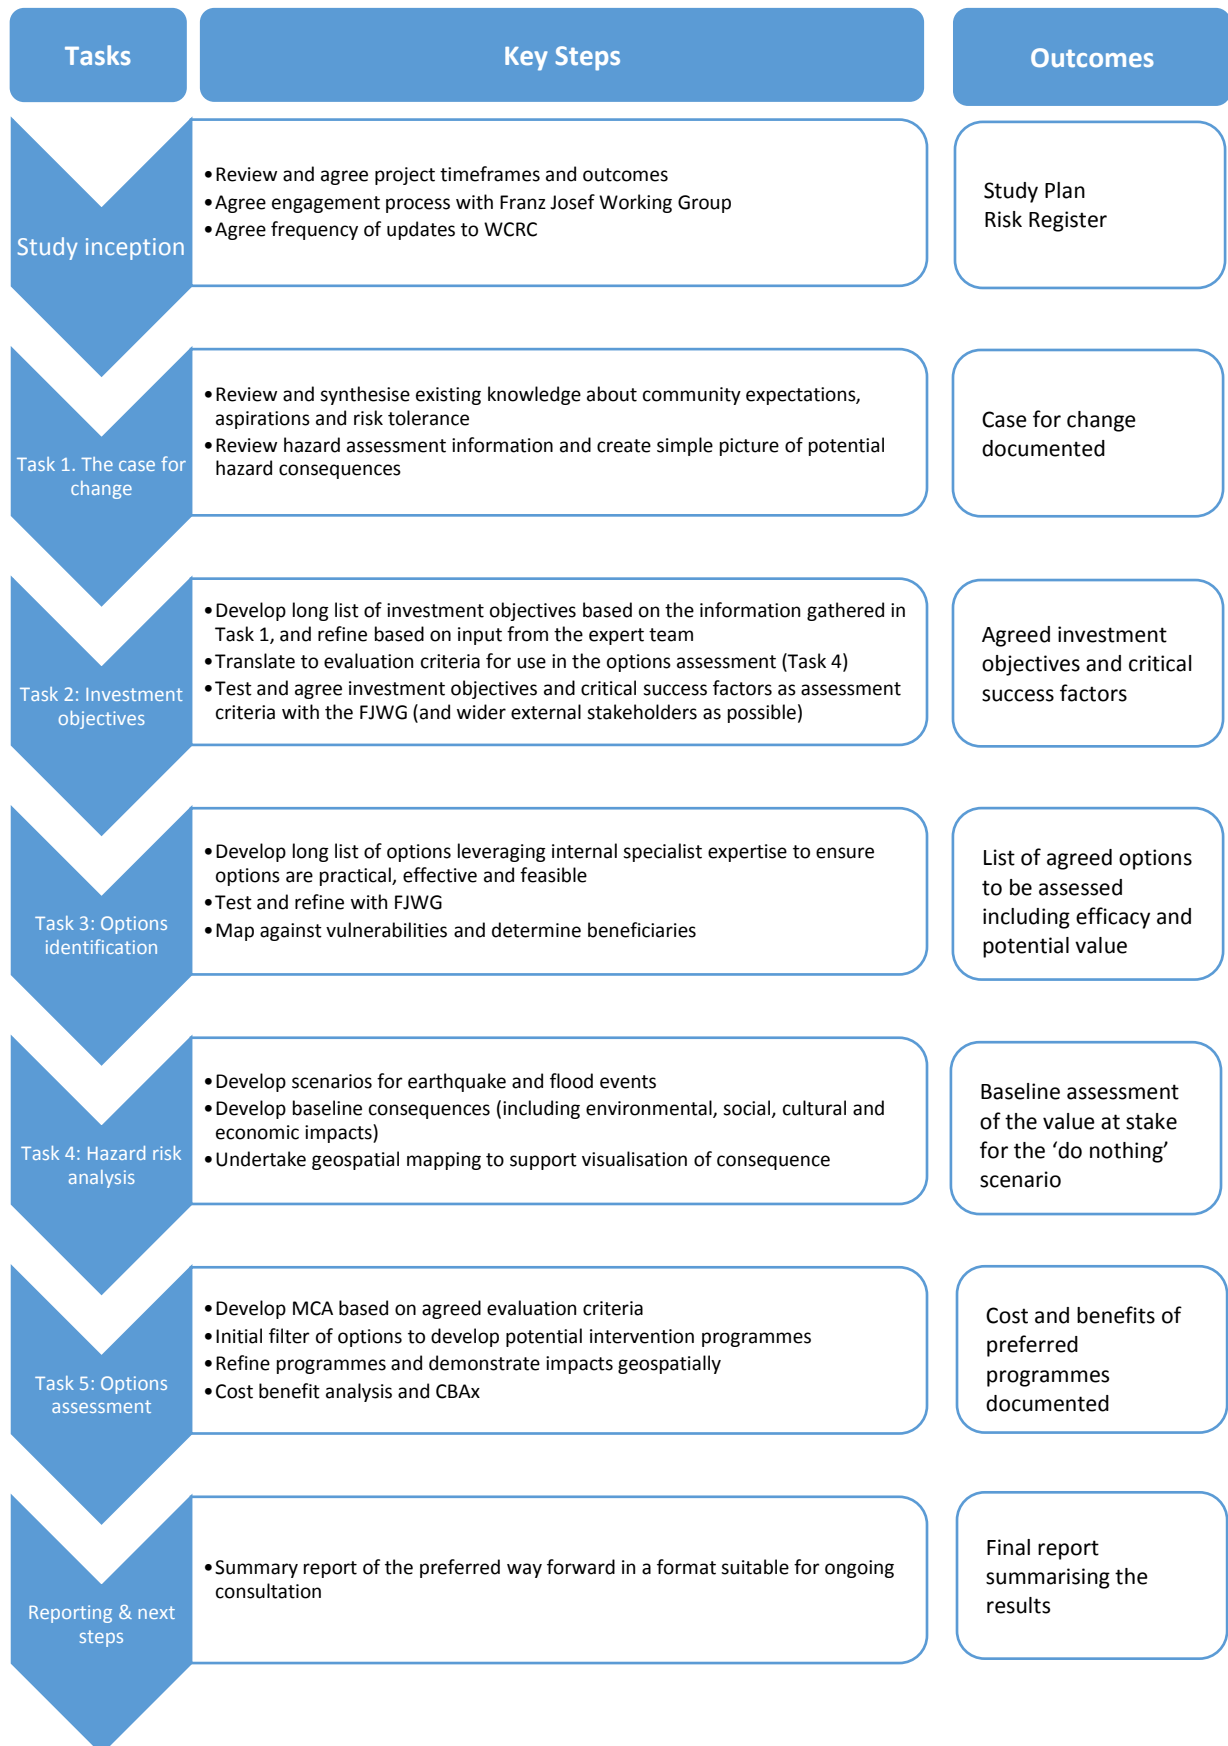 Tasks
Key Steps
Outcomes
Study inception
•Review and agree project timeframes and outcomes
•Agree engagement process with Franz Josef Working Group
•Agree frequency of updates to WCRC
Study Plan
Risk Register
Task 1. The case for
change
•Review and synthesise existing knowledge about community expectations,
aspirations and risk tolerance
•Review hazard assessment information and create simple picture of potential
hazard consequences
Case for change
documented
Task 2: Investment
objectives
•Develop long list of investment objectives based on the information gathered in
Task 1, and refine based on input from the expert team
•Translate to evaluation criteria for use in the options assessment (Task 4)
•Test and agree investment objectives and critical success factors as assessment
criteria with the FJWG (and wider external stakeholders as possible)
Agreed investment
objectives and critical
success factors
Task 3: Options
identification
•Develop long list of options leveraging internal specialist expertise to ensure
options are practical, effective and feasible
•Test and refine with FJWG
•Map against vulnerabilities and determine beneficiaries
List of agreed options
to be assessed
including efficacy and
potential value
Task 4: Hazard risk
analysis
•Develop scenarios for earthquake and flood events
•Develop baseline consequences (including environmental, social, cultural and
economic impacts)
•Undertake geospatial mapping to support visualisation of consequence
Baseline assessment
of the value at stake
for the ‘do nothing’
scenario
Task 5: Options
assessment
•Develop MCA based on agreed evaluation criteria
•Initial filter of options to develop potential intervention programmes
•Refine programmes and demonstrate impacts geospatially
•Cost benefit analysis and CBAx
Cost and benefits of
preferred
programmes
documented
Reporting & next
steps
•Summary report of the preferred way forward in a format suitable for ongoing
consultation
Final report
summarising the
results